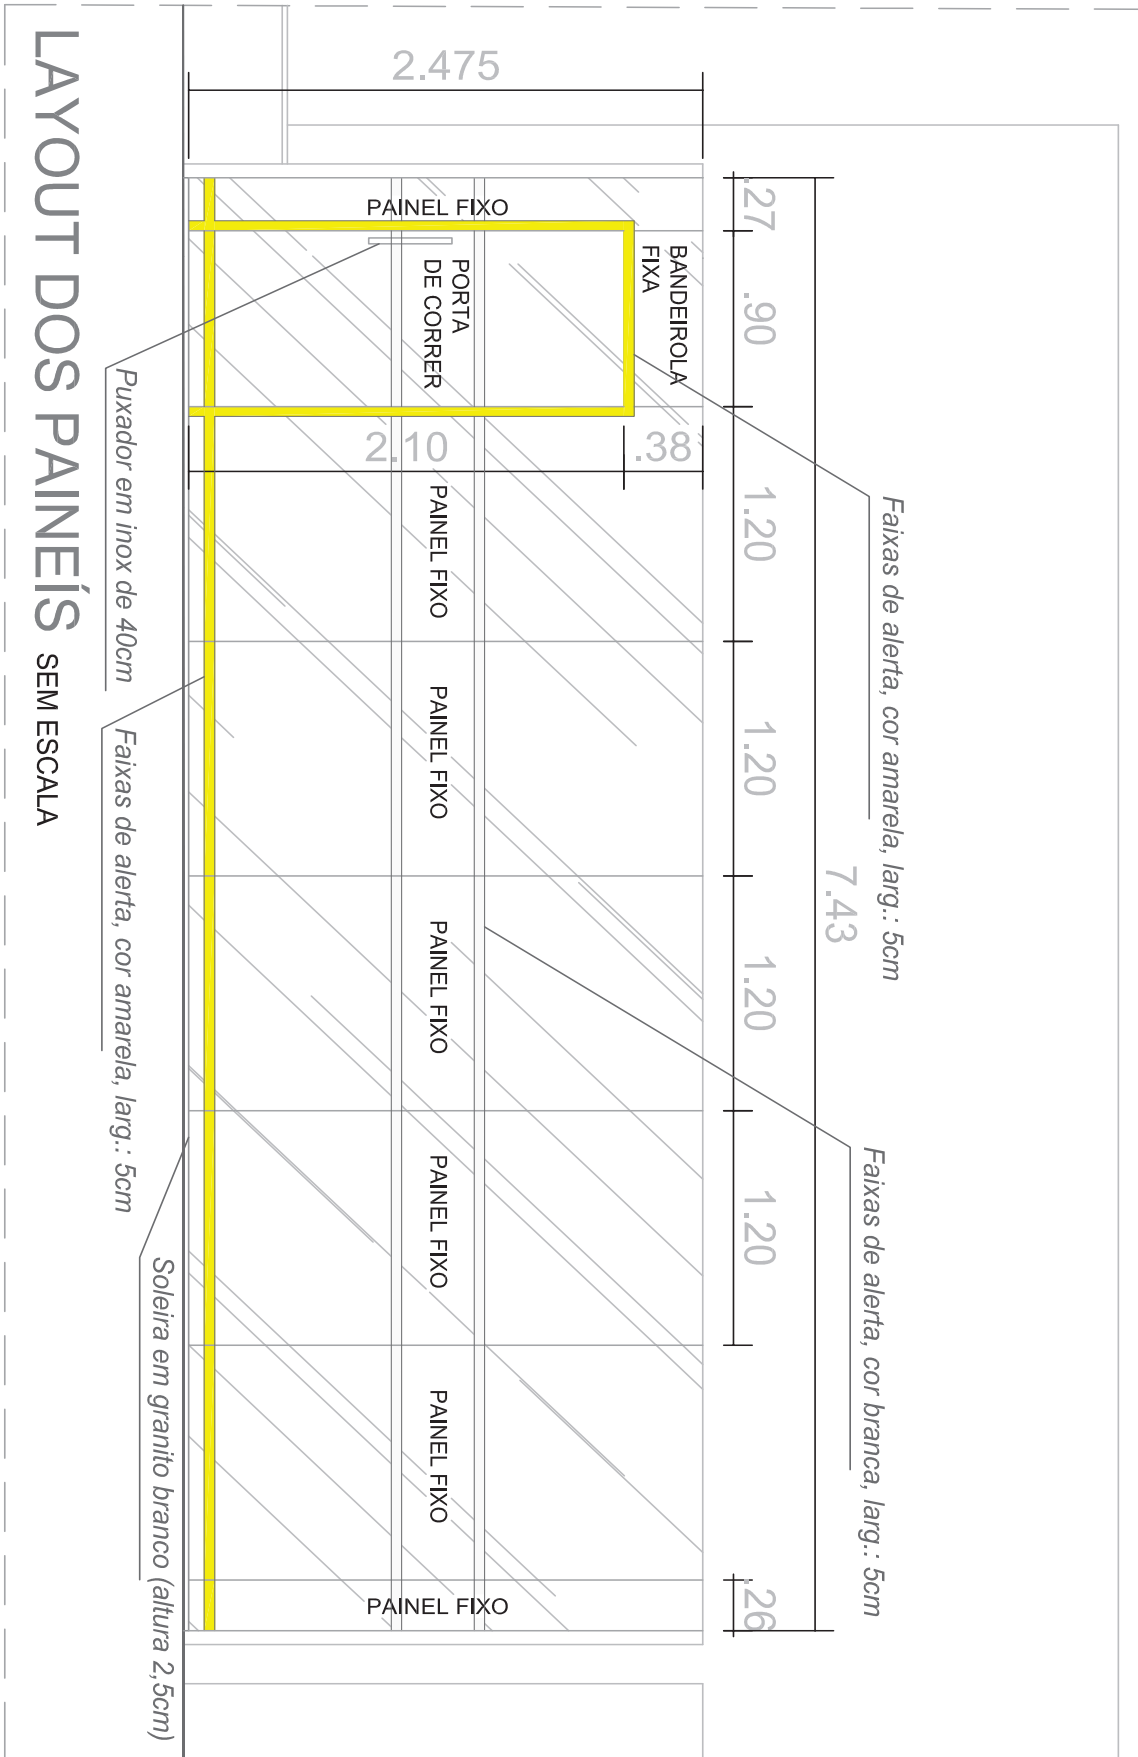 Faixas de alerta, cor amarela, larg.: 5cm
Faixas de alerta, cor branca, larg.: 5cm
7.43
.27
.90
1.20
1.20
1.20
1.20
.26
2.475
BANDEIROLA
FIXA
.38
2.10
PAINEL FIXO
PORTA
DE CORRER
PAINEL FIXO
PAINEL FIXO
PAINEL FIXO
PAINEL FIXO
PAINEL FIXO
PAINEL FIXO
Puxador em inox de 40cm
Faixas de alerta, cor amarela, larg.: 5cm
Soleira em granito branco (altura 2,5cm)
LAYOUT DOS PAINEÍS SEM ESCALA